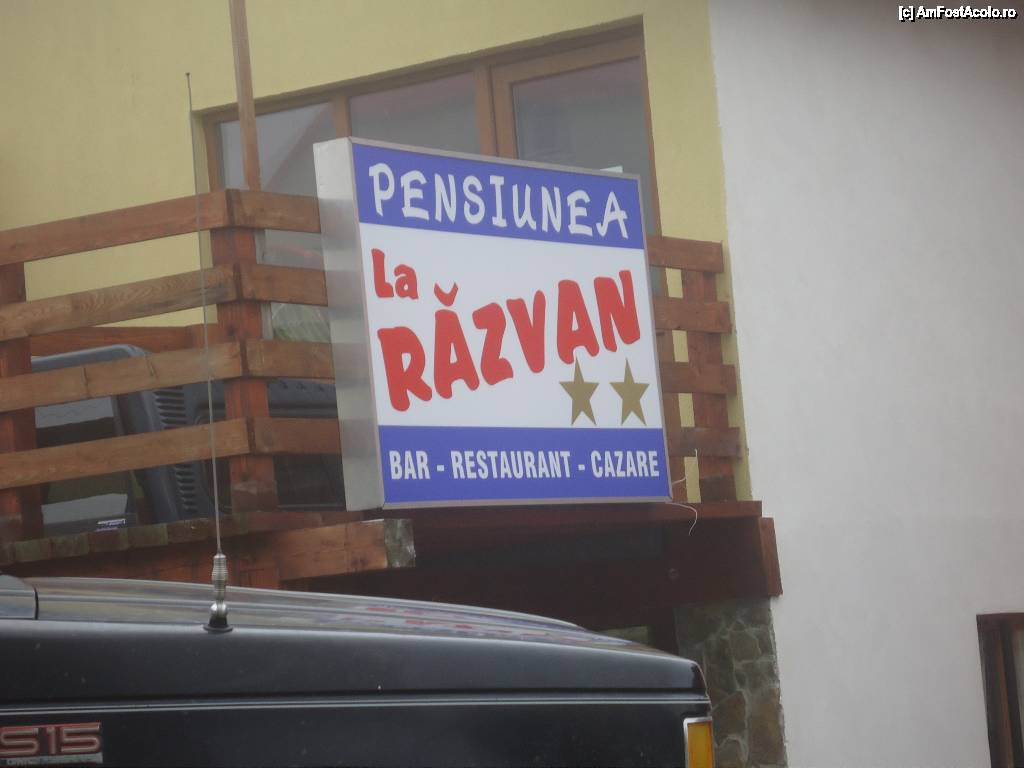 [c] AmFostAcolo.ro
PENSIUNEA
La
RĂZVAN
BAR - RESTAURANT - CAZARE
S15